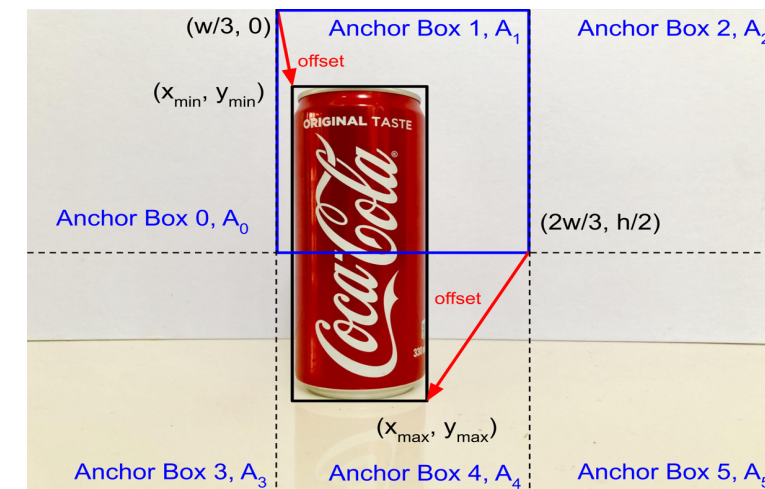 (w/3, 0)
Anchor Box 1, A₁
Anchor Box 2, A₂
offset
(xₘᵢₙ, yₘᵢₙ)
ORIGINAL TASTE
Coca-Cola
®
Anchor Box 0, A₀
(2w/3, h/2)
offset
330
(xₘₐₓ, yₘₐₓ)
Anchor Box 3, A₃
Anchor Box 4, A₄
Anchor Box 5, A₅